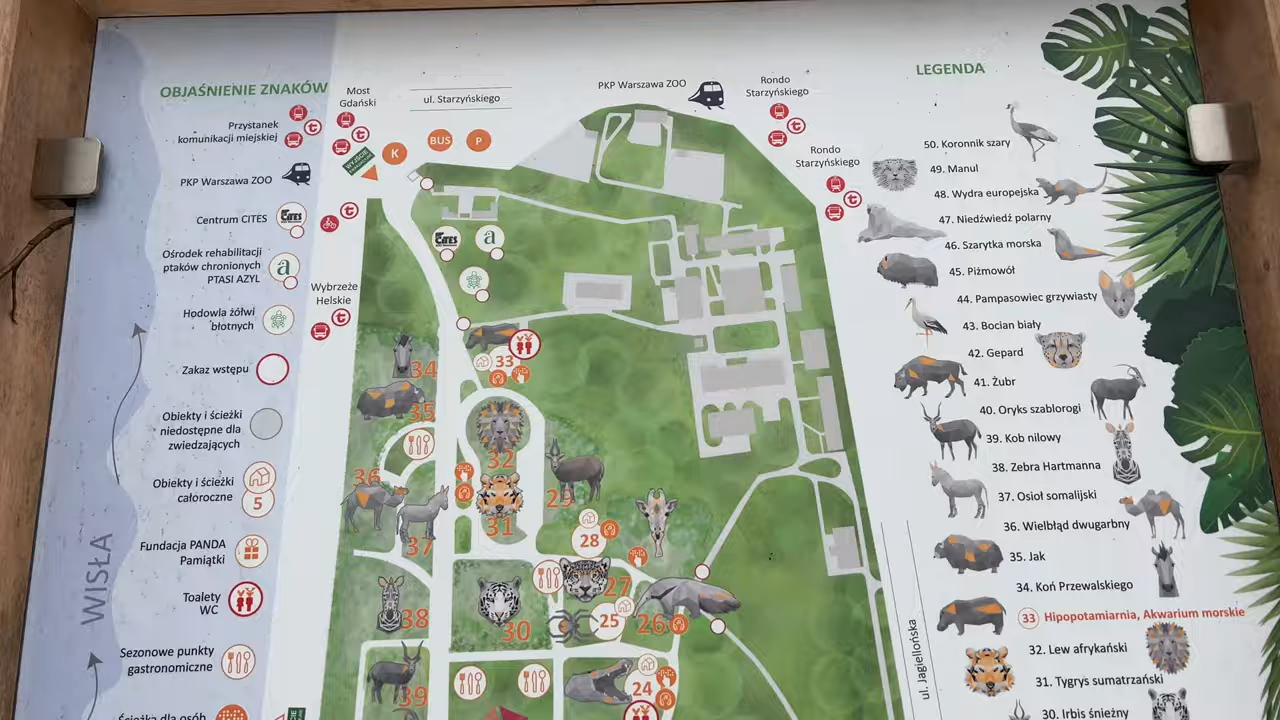 OBJAŚNIENIE ZNAKÓW
Przystanek
komunikacji miejskiej
PKP Warszawa ZOO
Centrum CITES
CITES
Ośrodek rehabilitacji
ptaków chronionych
PTASI AZYL
a
Hodowla żółwi
błotnych
Zakaz wstępu
Obiekty i ścieżki
niedostępne dla
zwiedzających
Obiekty i ścieżki
całoroczne
5
Fundacja PANDA
Pamiątki
Toalety
WC
Sezonowe punkty
gastronomiczne
Ścieżka dla osób
WISŁA
Most
Gdański
ul. Starzyńskiego
PKP Warszawa ZOO
Rondo
Starzyńskiego
K
BUS
P
WYJŚCIE
Rondo
Starzyńskiego
Wybrzeże
Helskie
CITES
a
33
34
35
32
36
31
29
37
28
27
38
30
25
26
39
24
ul. Jagiellońska
LEGENDA
50. Koronnik szary
49. Manul
48. Wydra europejska
47. Niedźwiedź polarny
46. Szarytka morska
45. Piżmowół
44. Pampasowiec grzywiasty
43. Bocian biały
42. Gepard
41. Żubr
40. Oryks szablorogi
39. Kob nilowy
38. Zebra Hartmanna
37. Osioł somalijski
36. Wielbłąd dwugarbny
35. Jak
34. Koń Przewalskiego
33 Hipopotamiarnia, Akwarium morskie
32. Lew afrykański
31. Tygrys sumatrzański
30. Irbis śnieżny